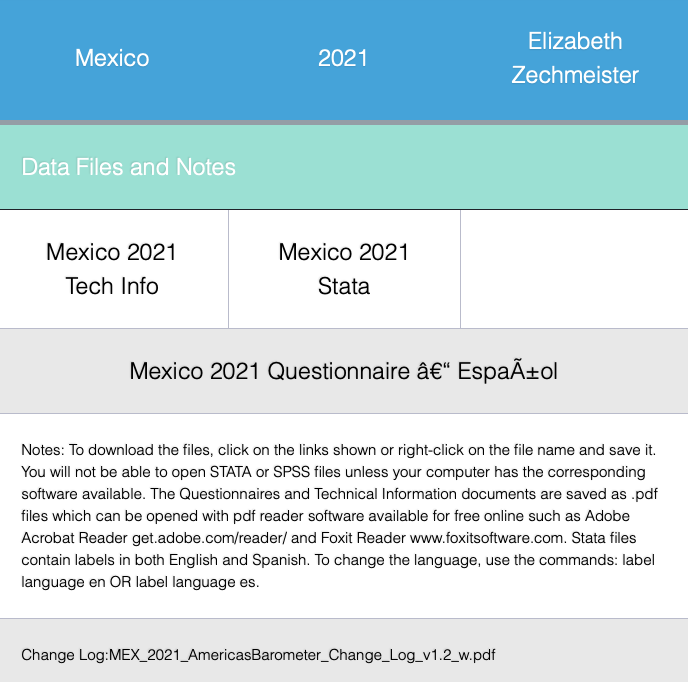 Mexico
2021
Elizabeth
Zechmeister
Data Files and Notes
Mexico 2021
Tech Info
Mexico 2021
Stata
Mexico 2021 Questionnaire â€“ EspaÃ±ol
Notes: To download the files, click on the links shown or right-click on the file name and save it.
You will not be able to open STATA or SPSS files unless your computer has the corresponding
software available. The Questionnaires and Technical Information documents are saved as .pdf
files which can be opened with pdf reader software available for free online such as Adobe
Acrobat Reader get.adobe.com/reader/ and Foxit Reader www.foxitsoftware.com. Stata files
contain labels in both English and Spanish. To change the language, use the commands: label
language en OR label language es.
Change Log:MEX_2021_AmericasBarometer_Change_Log_v1.2_w.pdf